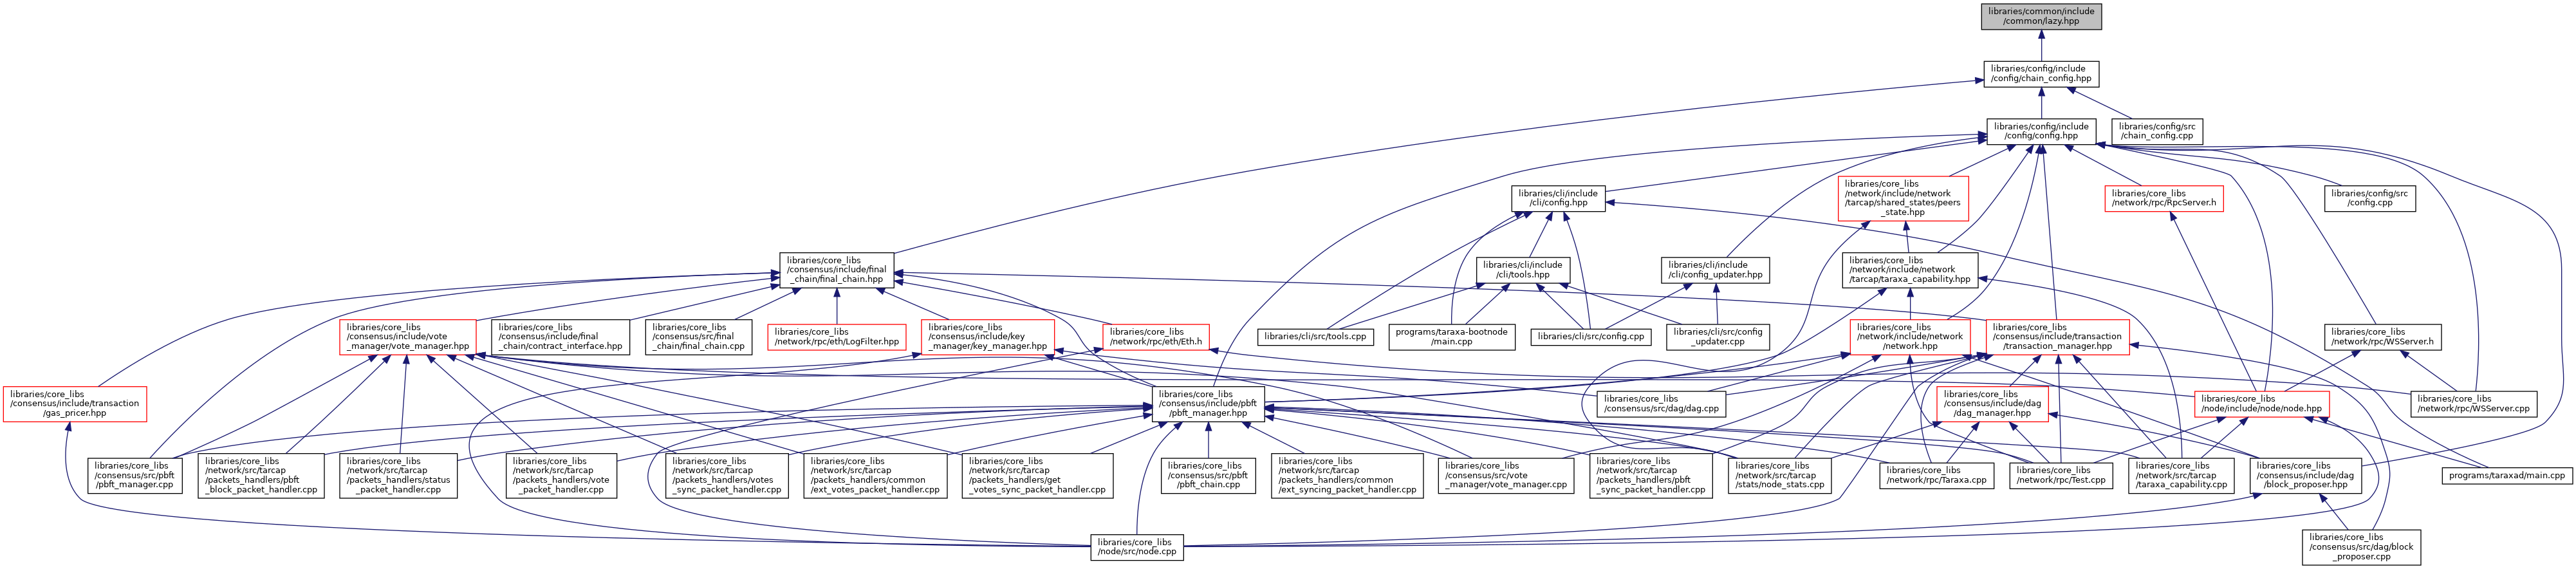 libraries/common/include
/common/lazy.hpp
libraries/config/include
/config/chain_config.hpp
libraries/config/include
/config/config.hpp
libraries/config/src
/chain_config.cpp
libraries/cli/include
/cli/config.hpp
libraries/core_libs
/network/include/network
/tarcap/shared_states/peers
_state.hpp
libraries/core_libs
/network/rpc/RpcServer.h
libraries/config/src
/config.cpp
libraries/core_libs
/consensus/include/final
_chain/final_chain.hpp
libraries/cli/include
/cli/tools.hpp
libraries/cli/include
/cli/config_updater.hpp
libraries/core_libs
/network/include/network
/tarcap/taraxa_capability.hpp
libraries/core_libs
/consensus/include/vote
_manager/vote_manager.hpp
libraries/core_libs
/consensus/include/final
_chain/contract_interface.hpp
libraries/core_libs
/consensus/src/final
_chain/final_chain.cpp
libraries/core_libs
/network/rpc/eth/LogFilter.hpp
libraries/core_libs
/consensus/include/key
_manager/key_manager.hpp
libraries/core_libs
/network/rpc/eth/Eth.h
libraries/cli/src/tools.cpp
programs/taraxa-bootnode
/main.cpp
libraries/cli/src/config.cpp
libraries/cli/src/config
_updater.cpp
libraries/core_libs
/network/include/network
/network.hpp
libraries/core_libs
/consensus/include/transaction
/transaction_manager.hpp
libraries/core_libs
/network/rpc/WSServer.h
libraries/core_libs
/consensus/include/transaction
/gas_pricer.hpp
libraries/core_libs
/consensus/include/pbft
/pbft_manager.hpp
libraries/core_libs
/consensus/src/dag/dag.cpp
libraries/core_libs
/consensus/include/dag
/dag_manager.hpp
libraries/core_libs
/node/include/node/node.hpp
libraries/core_libs
/network/rpc/WSServer.cpp
libraries/core_libs
/consensus/src/pbft
/pbft_manager.cpp
libraries/core_libs
/network/src/tarcap
/packets_handlers/pbft
_block_packet_handler.cpp
libraries/core_libs
/network/src/tarcap
/packets_handlers/status
_packet_handler.cpp
libraries/core_libs
/network/src/tarcap
/packets_handlers/vote
_packet_handler.cpp
libraries/core_libs
/network/src/tarcap
/packets_handlers/votes
_sync_packet_handler.cpp
libraries/core_libs
/network/src/tarcap
/packets_handlers/common
/ext_votes_packet_handler.cpp
libraries/core_libs
/network/src/tarcap
/packets_handlers/get
_votes_sync_packet_handler.cpp
libraries/core_libs
/consensus/src/pbft
/pbft_chain.cpp
libraries/core_libs
/network/src/tarcap
/packets_handlers/common
/ext_syncing_packet_handler.cpp
libraries/core_libs
/consensus/src/vote
_manager/vote_manager.cpp
libraries/core_libs
/network/src/tarcap
/packets_handlers/pbft
_sync_packet_handler.cpp
libraries/core_libs
/network/src/tarcap
/stats/node_stats.cpp
libraries/core_libs
/network/rpc/Taraxa.cpp
libraries/core_libs
/network/rpc/Test.cpp
libraries/core_libs
/network/src/tarcap
/taraxa_capability.cpp
libraries/core_libs
/consensus/include/dag
/block_proposer.hpp
programs/taraxad/main.cpp
libraries/core_libs
/node/src/node.cpp
libraries/core_libs
/consensus/src/dag/block
_proposer.cpp